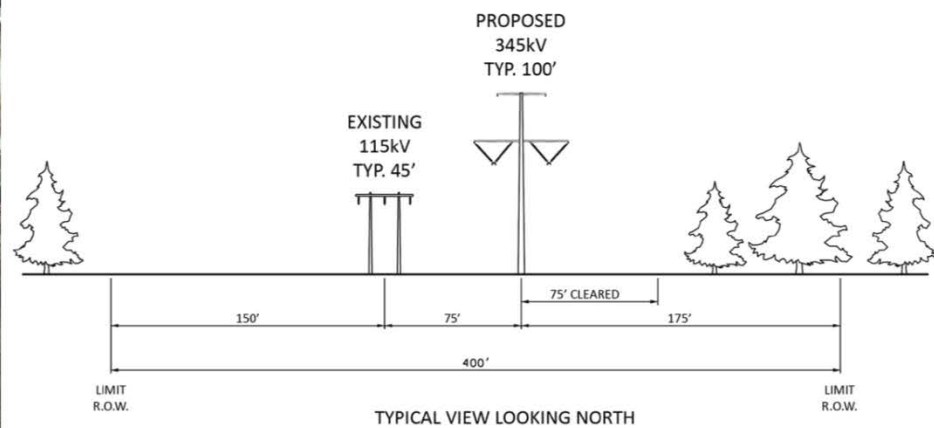 PROPOSED
345kV
TYP. 100'
EXISTING
115kV
TYP. 45'
75' CLEARED
150'
75'
175'
400'
LIMIT
R.O.W.
LIMIT
R.O.W.
TYPICAL VIEW LOOKING NORTH